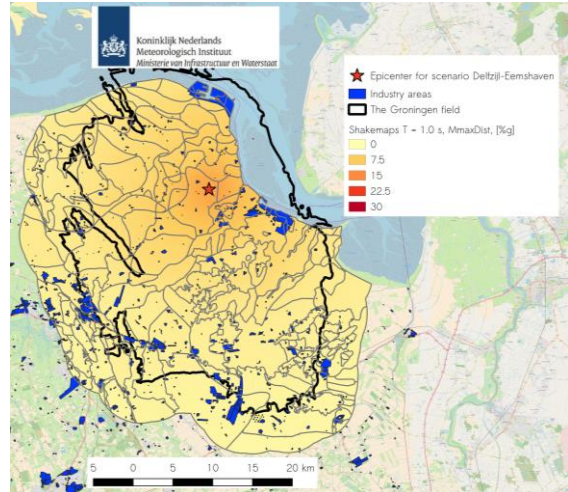 Koninklijk Nederlands
Meteorologisch Instituut
Ministerie van Infrastructuur en Waterstaat
Epicenter for scenario Delfzijl-Eemshaven
Industry areas
The Groningen field
Shakemaps T = 1.0 s, MmaxDist, [%g]
0
7.5
15
22.5
30
5 0 5 10 15 20 km